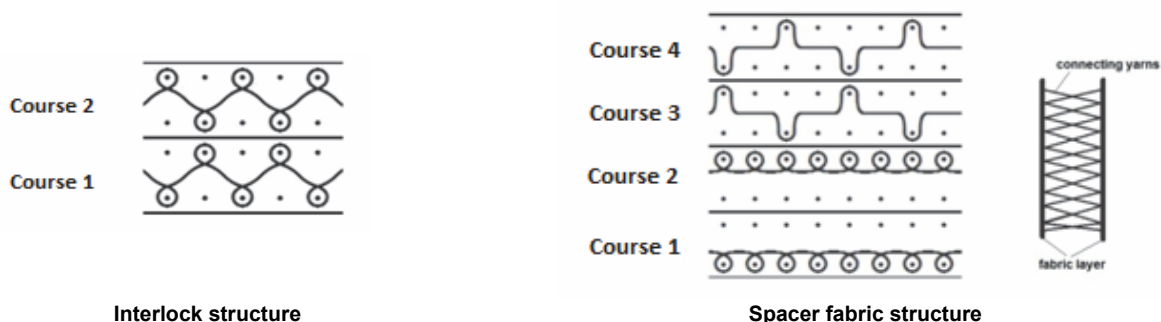 Course 2
Course 1
Interlock structure
Course 4
Course 3
Course 2
Course 1
connecting yarns
fabric layer
Spacer fabric structure